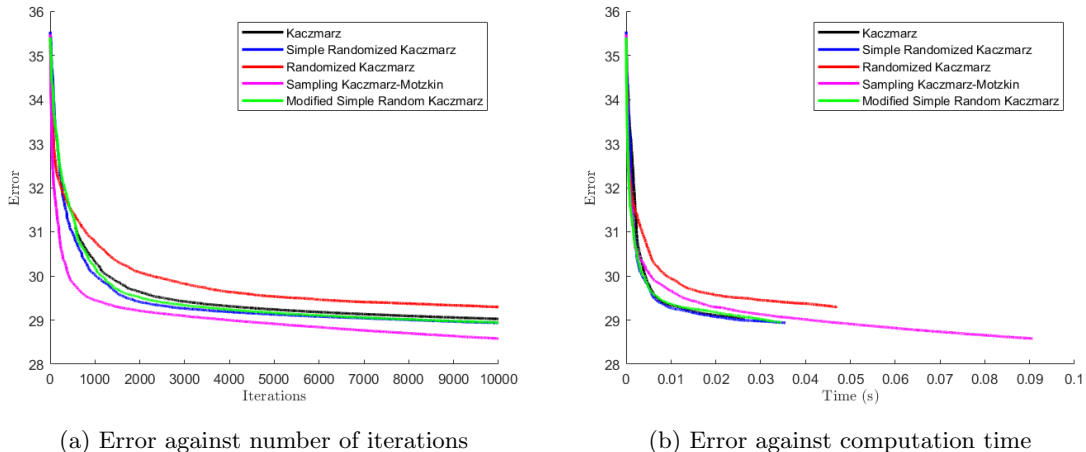 36
35
34
33
32
31
30
29
28
Error
0 1000 2000 3000 4000 5000 6000 7000 8000 9000 10000
Iterations
Kaczmarz
Simple Randomized Kaczmarz
Randomized Kaczmarz
Sampling Kaczmarz-Motzkin
Modified Simple Random Kaczmarz
(a) Error against number of iterations
36
35
34
33
32
31
30
29
28
Error
0 0.01 0.02 0.03 0.04 0.05 0.06 0.07 0.08 0.09 0.1
Time (s)
Kaczmarz
Simple Randomized Kaczmarz
Randomized Kaczmarz
Sampling Kaczmarz-Motzkin
Modified Simple Random Kaczmarz
(b) Error against computation time